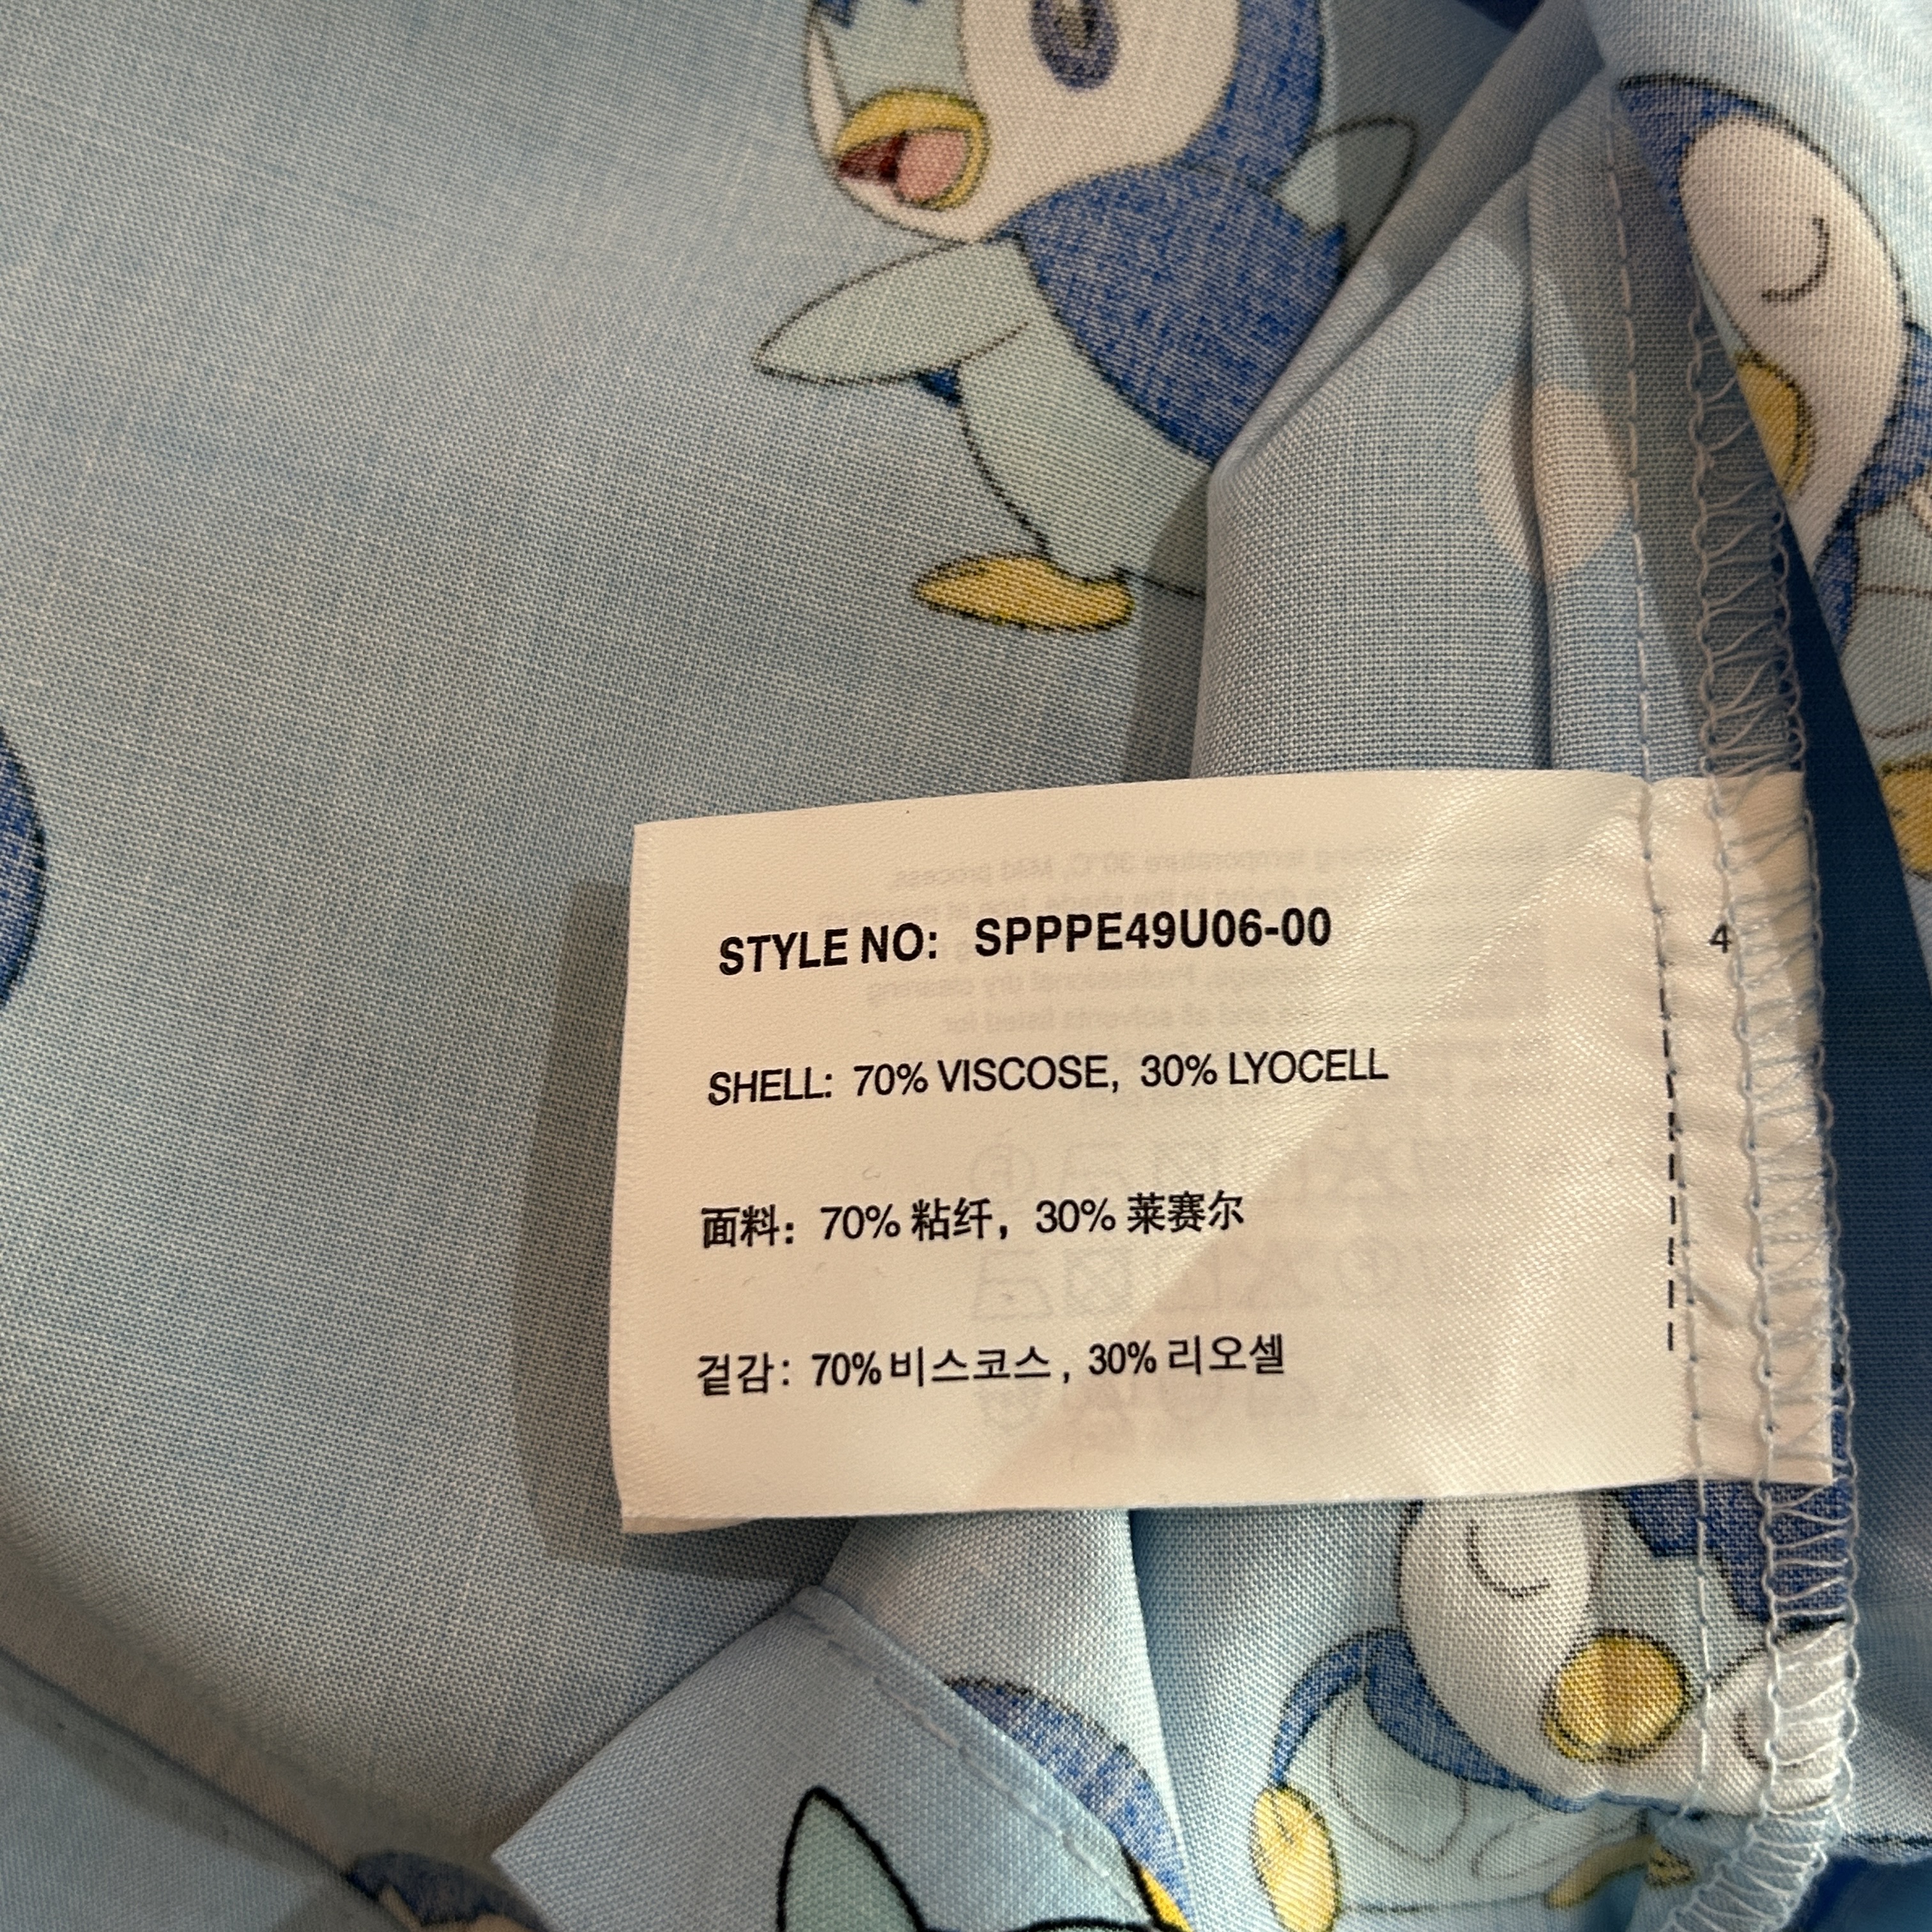 STYLE NO: SPPPE49U06-00
4
SHELL: 70% VISCOSE, 30% LYOCELL
面料: 70% 粘纤, 30% 莱赛尔
겉감: 70% 비스코스, 30% 리오셀